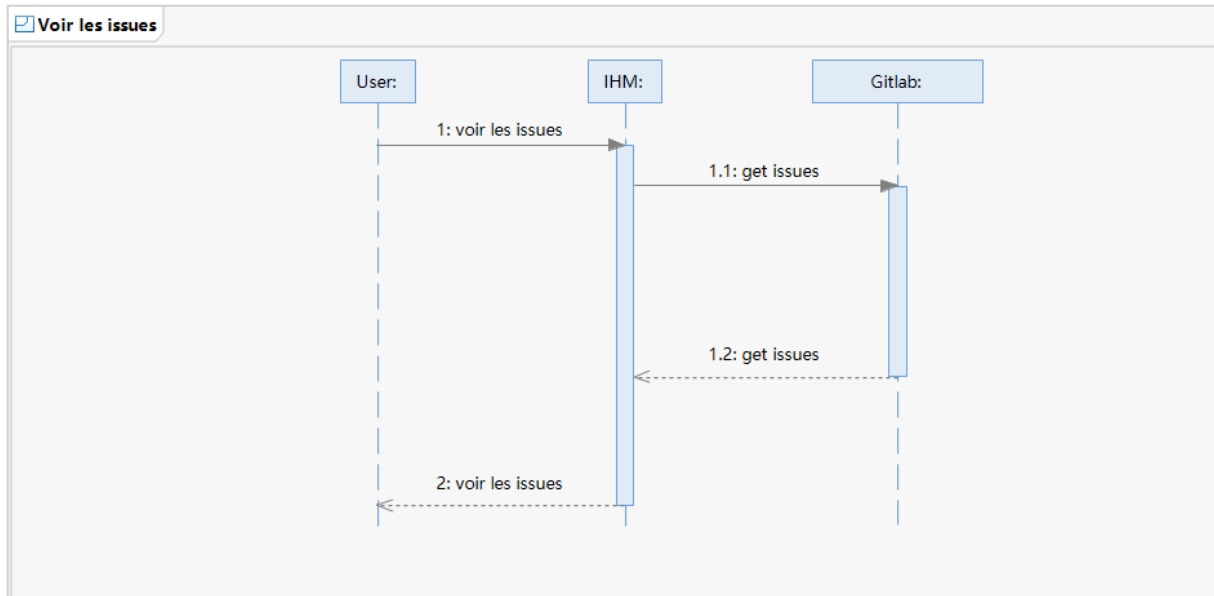 Voir les issues
User:
IHM:
Gitlab:
1: voir les issues
1.1: get issues
1.2: get issues
2: voir les issues